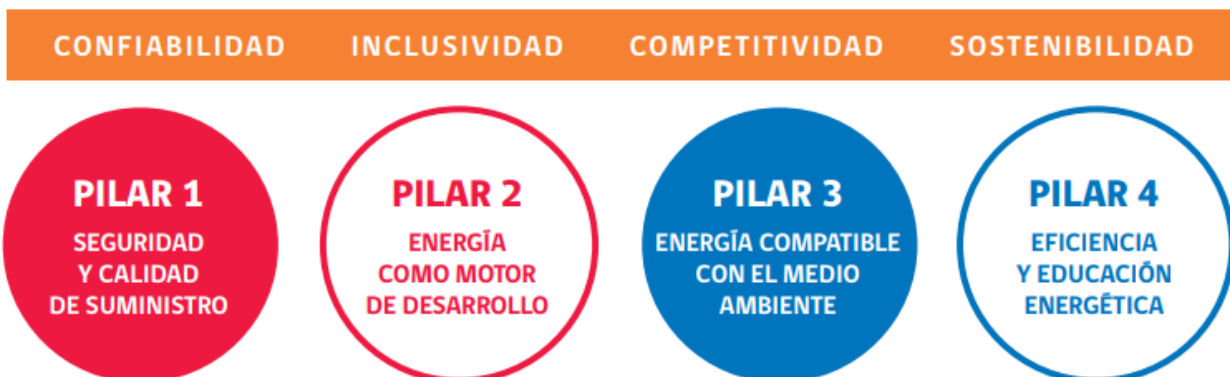 CONFIABILIDAD INCLUSIVIDAD COMPETITIVIDAD SOSTENIBILIDAD
PILAR 1
SEGURIDAD
Y CALIDAD
DE SUMINISTRO
PILAR 2
ENERGÍA
COMO MOTOR
DE DESARROLLO
PILAR 3
ENERGÍA COMPATIBLE
CON EL MEDIO
AMBIENTE
PILAR 4
EFICIENCIA
Y EDUCACIÓN
ENERGÉTICA